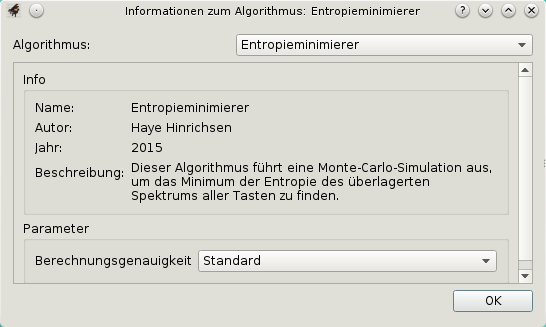 Informationen zum Algorithmus: Entropieminimierer
Algorithmus: Entropieminimierer
Info
Name: Entropieminimierer
Autor: Haye Hinrichsen
Jahr: 2015
Beschreibung: Dieser Algorithmus führt eine Monte-Carlo-Simulation aus,
um das Minimum der Entropie des überlagerten
Spektrums aller Tasten zu finden.
Parameter
Berechnungsgenauigkeit Standard
OK